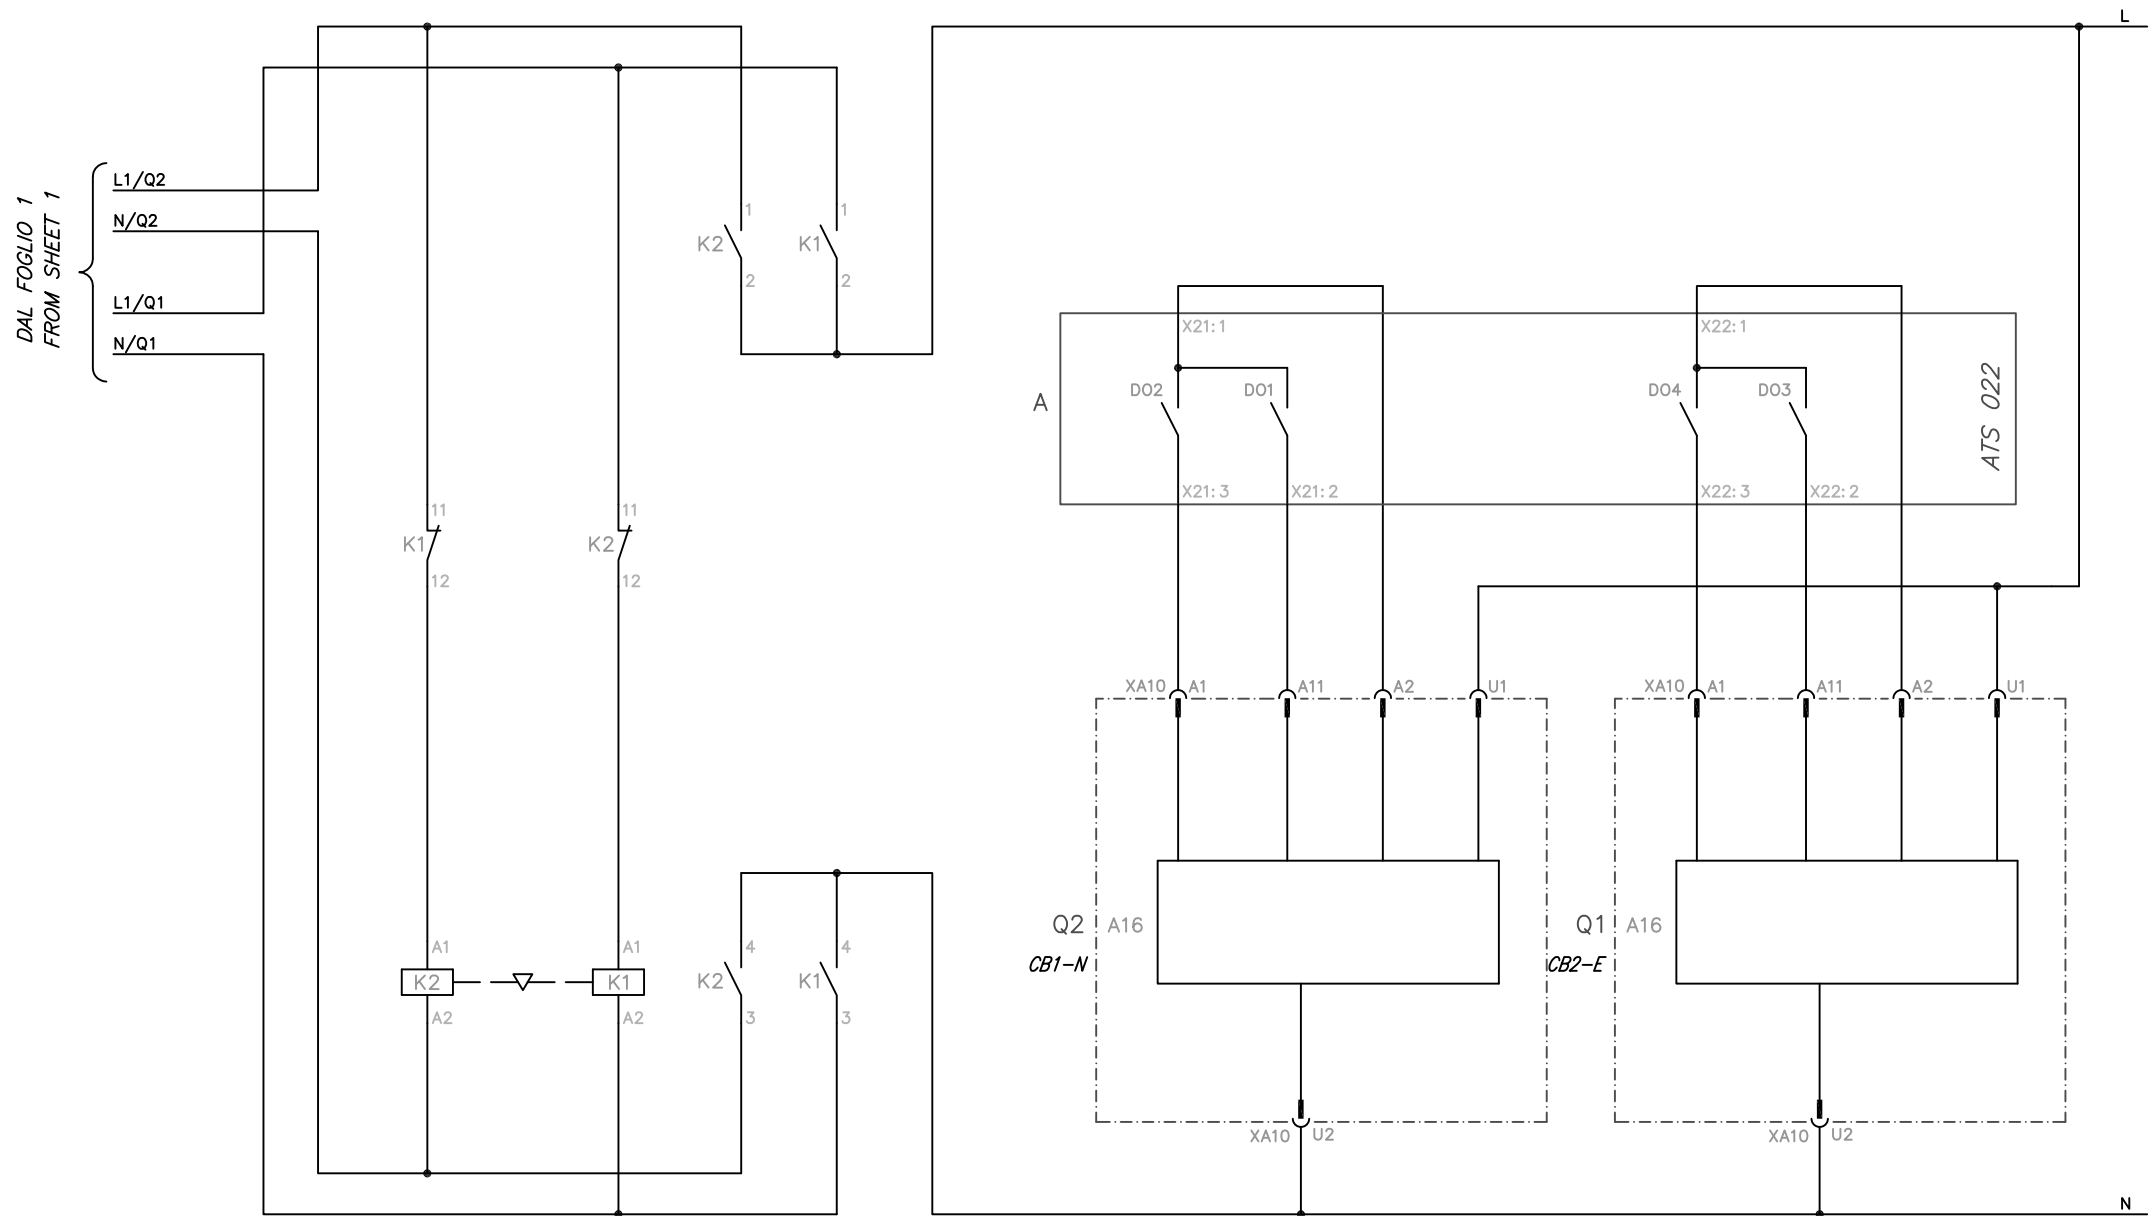 L
DAL FOGLIO 1
FROM SHEET 1
L1/Q2
N/Q2
L1/Q1
N/Q1
1 1
K2 K1
2 2
X21:1 X22:1
A DO2 DO1 DO4 DO3 ATS 022
X21:3 X21:2 X22:3 X22:2
11 11
K1 K2
12 12
XA10 A1 A11 A2 U1 XA10 A1 A11 A2 U1
Q2 A16 Q1 A16
CB1-N CB2-E
A1 A1 4 4
K2 K1 K2 K1
A2 A2 3 3
XA10 U2 XA10 U2
N